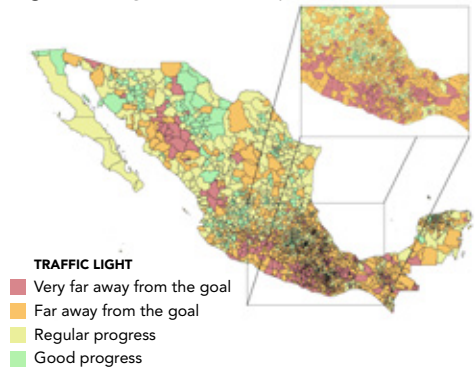 TRAFFIC LIGHT
Very far away from the goal
Far away from the goal
Regular progress
Good progress